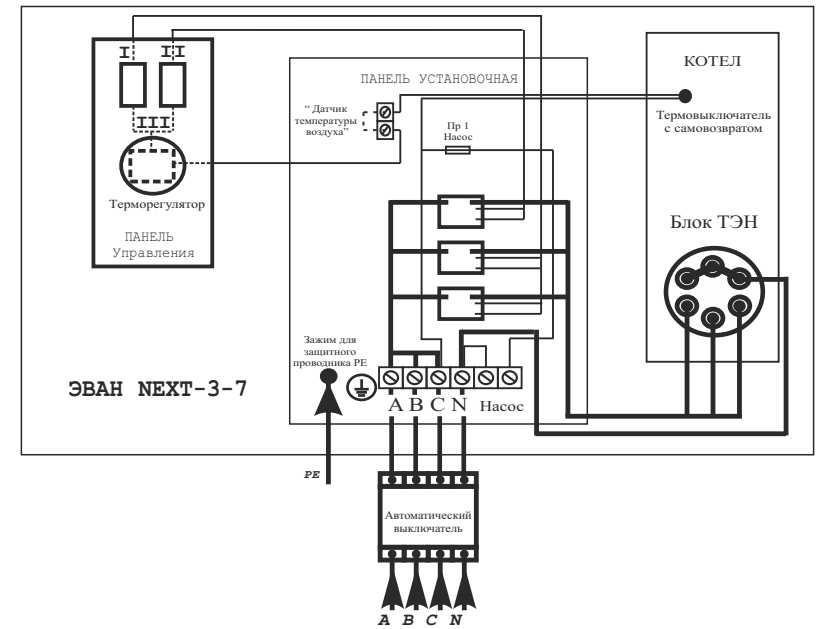 I II
III
Терморегулятор
ПАНЕЛЬ
Управления
ПАНЕЛЬ УСТАНОВОЧНАЯ
“ Датчик
температуры
воздуха”
Пр 1
Насос
КОТЕЛ
Термовыключатель
с самовозвратом
Блок ТЭН
Зажим для
защитного
проводника PE
ЭВАН NEXT-3-7
A B C N Насос
PE
Автоматический
выключатель
A B C N